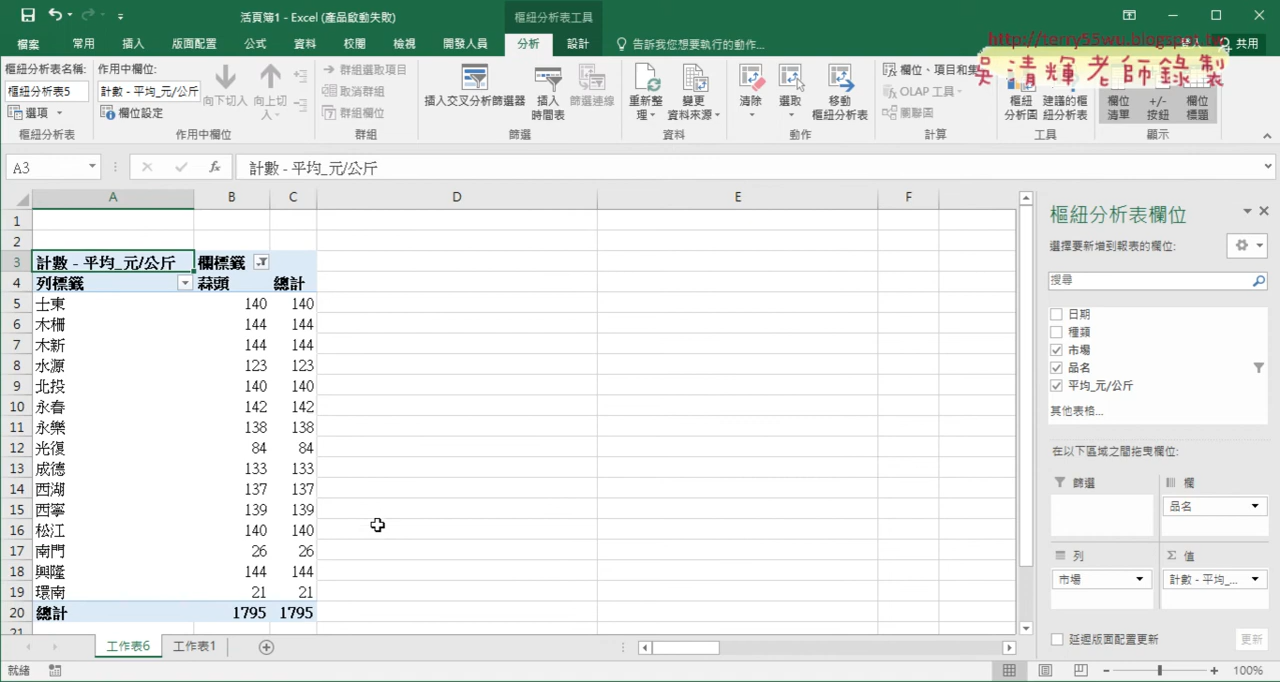 活頁簿1 - Excel (產品啟動失敗)
樞紐分析表工具
檔案 常用 插入 版面配置 公式 資料 校閱 檢視 開發人員 分析 設計 告訴我您想要執行的動作... 共用
http://terry55wu.blogspot.tw
吳清輝老師錄製
樞紐分析表名稱:
樞紐分析表5
選項
樞紐分析表
作用中欄位:
計數 - 平均_元/公斤
欄位設定
向下切入
向上切入
作用中欄位
群組選取項目
取消群組
群組欄位
群組
插入交叉分析篩選器
插入時間表
篩選連線
篩選
重新整理
變更資料來源
資料
清除
選取
移動樞紐分析表
動作
欄位、項目和集
OLAP 工具
關聯圖
計算
樞紐分析圖
建議的樞紐分析表
工具
欄位清單
+/- 按鈕
欄位標題
顯示
A3
fx
計數 - 平均_元/公斤
A B C D E F
1
2
3 計數 - 平均_元/公斤 欄標籤
4 列標籤 蒜頭 總計
5 士東 140 140
6 木柵 144 144
7 木新 144 144
8 水源 123 123
9 北投 140 140
10 永春 142 142
11 永樂 138 138
12 光復 84 84
13 成德 133 133
14 西湖 137 137
15 西寧 139 139
16 松江 140 140
17 南門 26 26
18 興隆 144 144
19 環南 21 21
20 總計 1795 1795
21
樞紐分析表欄位
選擇要新增到報表的欄位:
搜尋
日期
種類
市場
品名
平均_元/公斤
其他表格...
在以下區域之間拖曳欄位:
篩選
欄
品名
列
市場
Σ 值
計數 - 平均_...
延遲版面配置更新
更新
工作表6 工作表1
就緒
100%